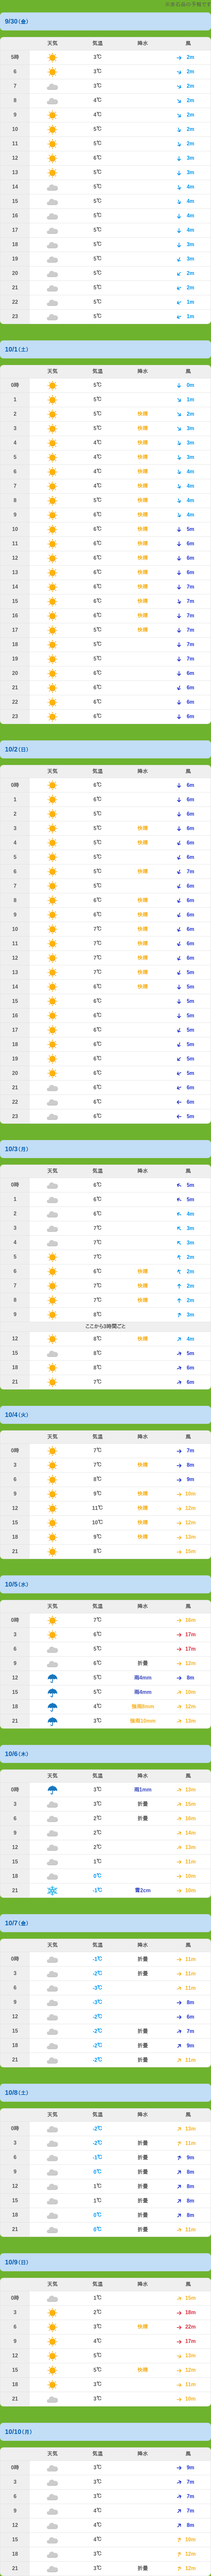 9/30(金)
天気 気温 降水 風
5時 3℃ 2m
6 3℃ 2m
7 3℃ 2m
8 4℃ 2m
9 4℃ 2m
10 5℃ 2m
11 5℃ 2m
12 6℃ 3m
13 5℃ 3m
14 5℃ 4m
15 5℃ 4m
16 5℃ 4m
17 5℃ 4m
18 5℃ 3m
19 5℃ 3m
20 5℃ 2m
21 5℃ 2m
22 5℃ 1m
23 5℃ 1m
10/1(土)
天気 気温 降水 風
0時 5℃ 0m
1 5℃ 1m
2 5℃ 快晴 2m
3 5℃ 快晴 3m
4 4℃ 快晴 3m
5 4℃ 快晴 3m
6 4℃ 快晴 4m
7 4℃ 快晴 4m
8 5℃ 快晴 4m
9 6℃ 快晴 4m
10 6℃ 快晴 5m
11 6℃ 快晴 6m
12 6℃ 快晴 6m
13 6℃ 快晴 6m
14 6℃ 快晴 7m
15 6℃ 快晴 7m
16 6℃ 快晴 7m
17 5℃ 快晴 7m
18 5℃ 7m
19 5℃ 7m
20 6℃ 6m
21 6℃ 6m
22 6℃ 6m
23 6℃ 6m
10/2(日)
天気 気温 降水 風
0時 6℃ 6m
1 6℃ 6m
2 5℃ 6m
3 5℃ 快晴 6m
4 5℃ 快晴 6m
5 5℃ 6m
6 5℃ 快晴 7m
7 5℃ 6m
8 6℃ 快晴 6m
9 6℃ 快晴 6m
10 7℃ 快晴 6m
11 7℃ 快晴 6m
12 7℃ 快晴 6m
13 7℃ 快晴 5m
14 6℃ 快晴 5m
15 6℃ 5m
16 6℃ 5m
17 6℃ 5m
18 6℃ 5m
19 6℃ 5m
20 6℃ 5m
21 6℃ 6m
22 6℃ 6m
23 6℃ 5m
10/3(月)
天気 気温 降水 風
0時 6℃ 5m
1 6℃ 5m
2 6℃ 4m
3 7℃ 3m
4 7℃ 3m
5 7℃ 2m
6 6℃ 快晴 2m
7 7℃ 快晴 2m
8 7℃ 快晴 2m
9 8℃ 3m
ここから3時間ごと
12 8℃ 快晴 4m
15 8℃ 5m
18 8℃ 6m
21 7℃ 6m
10/4(火)
天気 気温 降水 風
0時 7℃ 7m
3 7℃ 快晴 8m
6 8℃ 9m
9 9℃ 快晴 10m
12 11℃ 快晴 12m
15 10℃ 快晴 12m
18 9℃ 快晴 13m
21 8℃ 15m
10/5(水)
天気 気温 降水 風
0時 7℃ 16m
3 6℃ 17m
6 5℃ 17m
9 6℃ 折曇 12m
12 5℃ 雨4mm 8m
15 5℃ 雨4mm 10m
18 4℃ 強雨8mm 12m
21 3℃ 強雨10mm 13m
10/6(木)
天気 気温 降水 風
0時 3℃ 雨1mm 13m
3 3℃ 折曇 15m
6 2℃ 折曇 16m
9 2℃ 14m
12 2℃ 13m
15 1℃ 11m
18 0℃ 10m
21 -1℃ 雪2cm 10m
10/7(金)
天気 気温 降水 風
0時 -1℃ 折曇 11m
3 -2℃ 折曇 11m
6 -3℃ 11m
9 -3℃ 8m
12 -2℃ 6m
15 -2℃ 折曇 7m
18 -2℃ 折曇 9m
21 -2℃ 折曇 11m
10/8(土)
天気 気温 降水 風
0時 -2℃ 12m
3 -2℃ 折曇 11m
6 -1℃ 折曇 9m
9 0℃ 折曇 8m
12 1℃ 折曇 8m
15 1℃ 折曇 8m
18 0℃ 折曇 8m
21 0℃ 折曇 11m
10/9(日)
天気 気温 降水 風
0時 1℃ 15m
3 2℃ 18m
6 3℃ 快晴 22m
9 4℃ 17m
12 5℃ 13m
15 5℃ 快晴 12m
18 3℃ 11m
21 3℃ 10m
10/10(月)
天気 気温 降水 風
0時 3℃ 9m
3 3℃ 7m
6 3℃ 7m
9 4℃ 7m
12 4℃ 8m
15 4℃ 10m
18 3℃ 12m
21 3℃ 折曇 12m